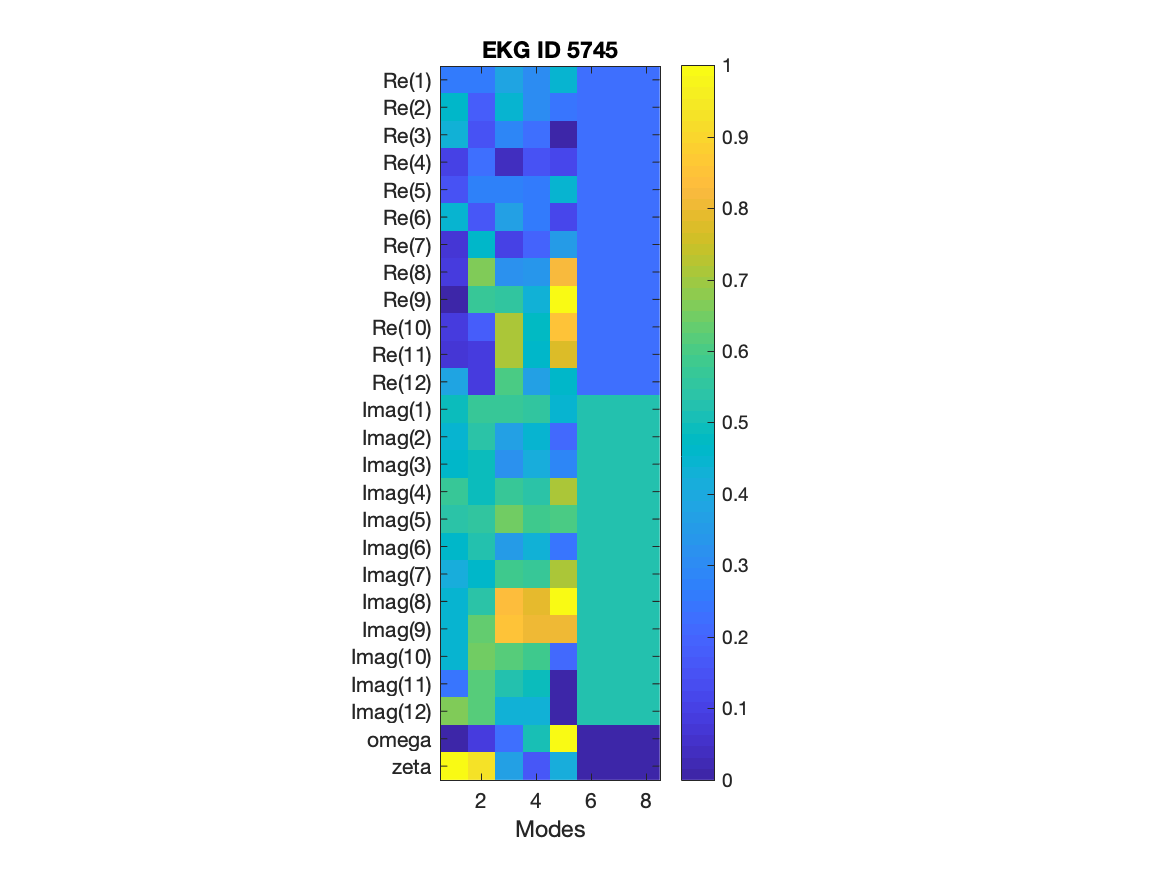 EKG ID 5745
Re(1)
Re(2)
Re(3)
Re(4)
Re(5)
Re(6)
Re(7)
Re(8)
Re(9)
Re(10)
Re(11)
Re(12)
Imag(1)
Imag(2)
Imag(3)
Imag(4)
Imag(5)
Imag(6)
Imag(7)
Imag(8)
Imag(9)
Imag(10)
Imag(11)
Imag(12)
omega
zeta
2 4 6 8
Modes
1
0.9
0.8
0.7
0.6
0.5
0.4
0.3
0.2
0.1
0